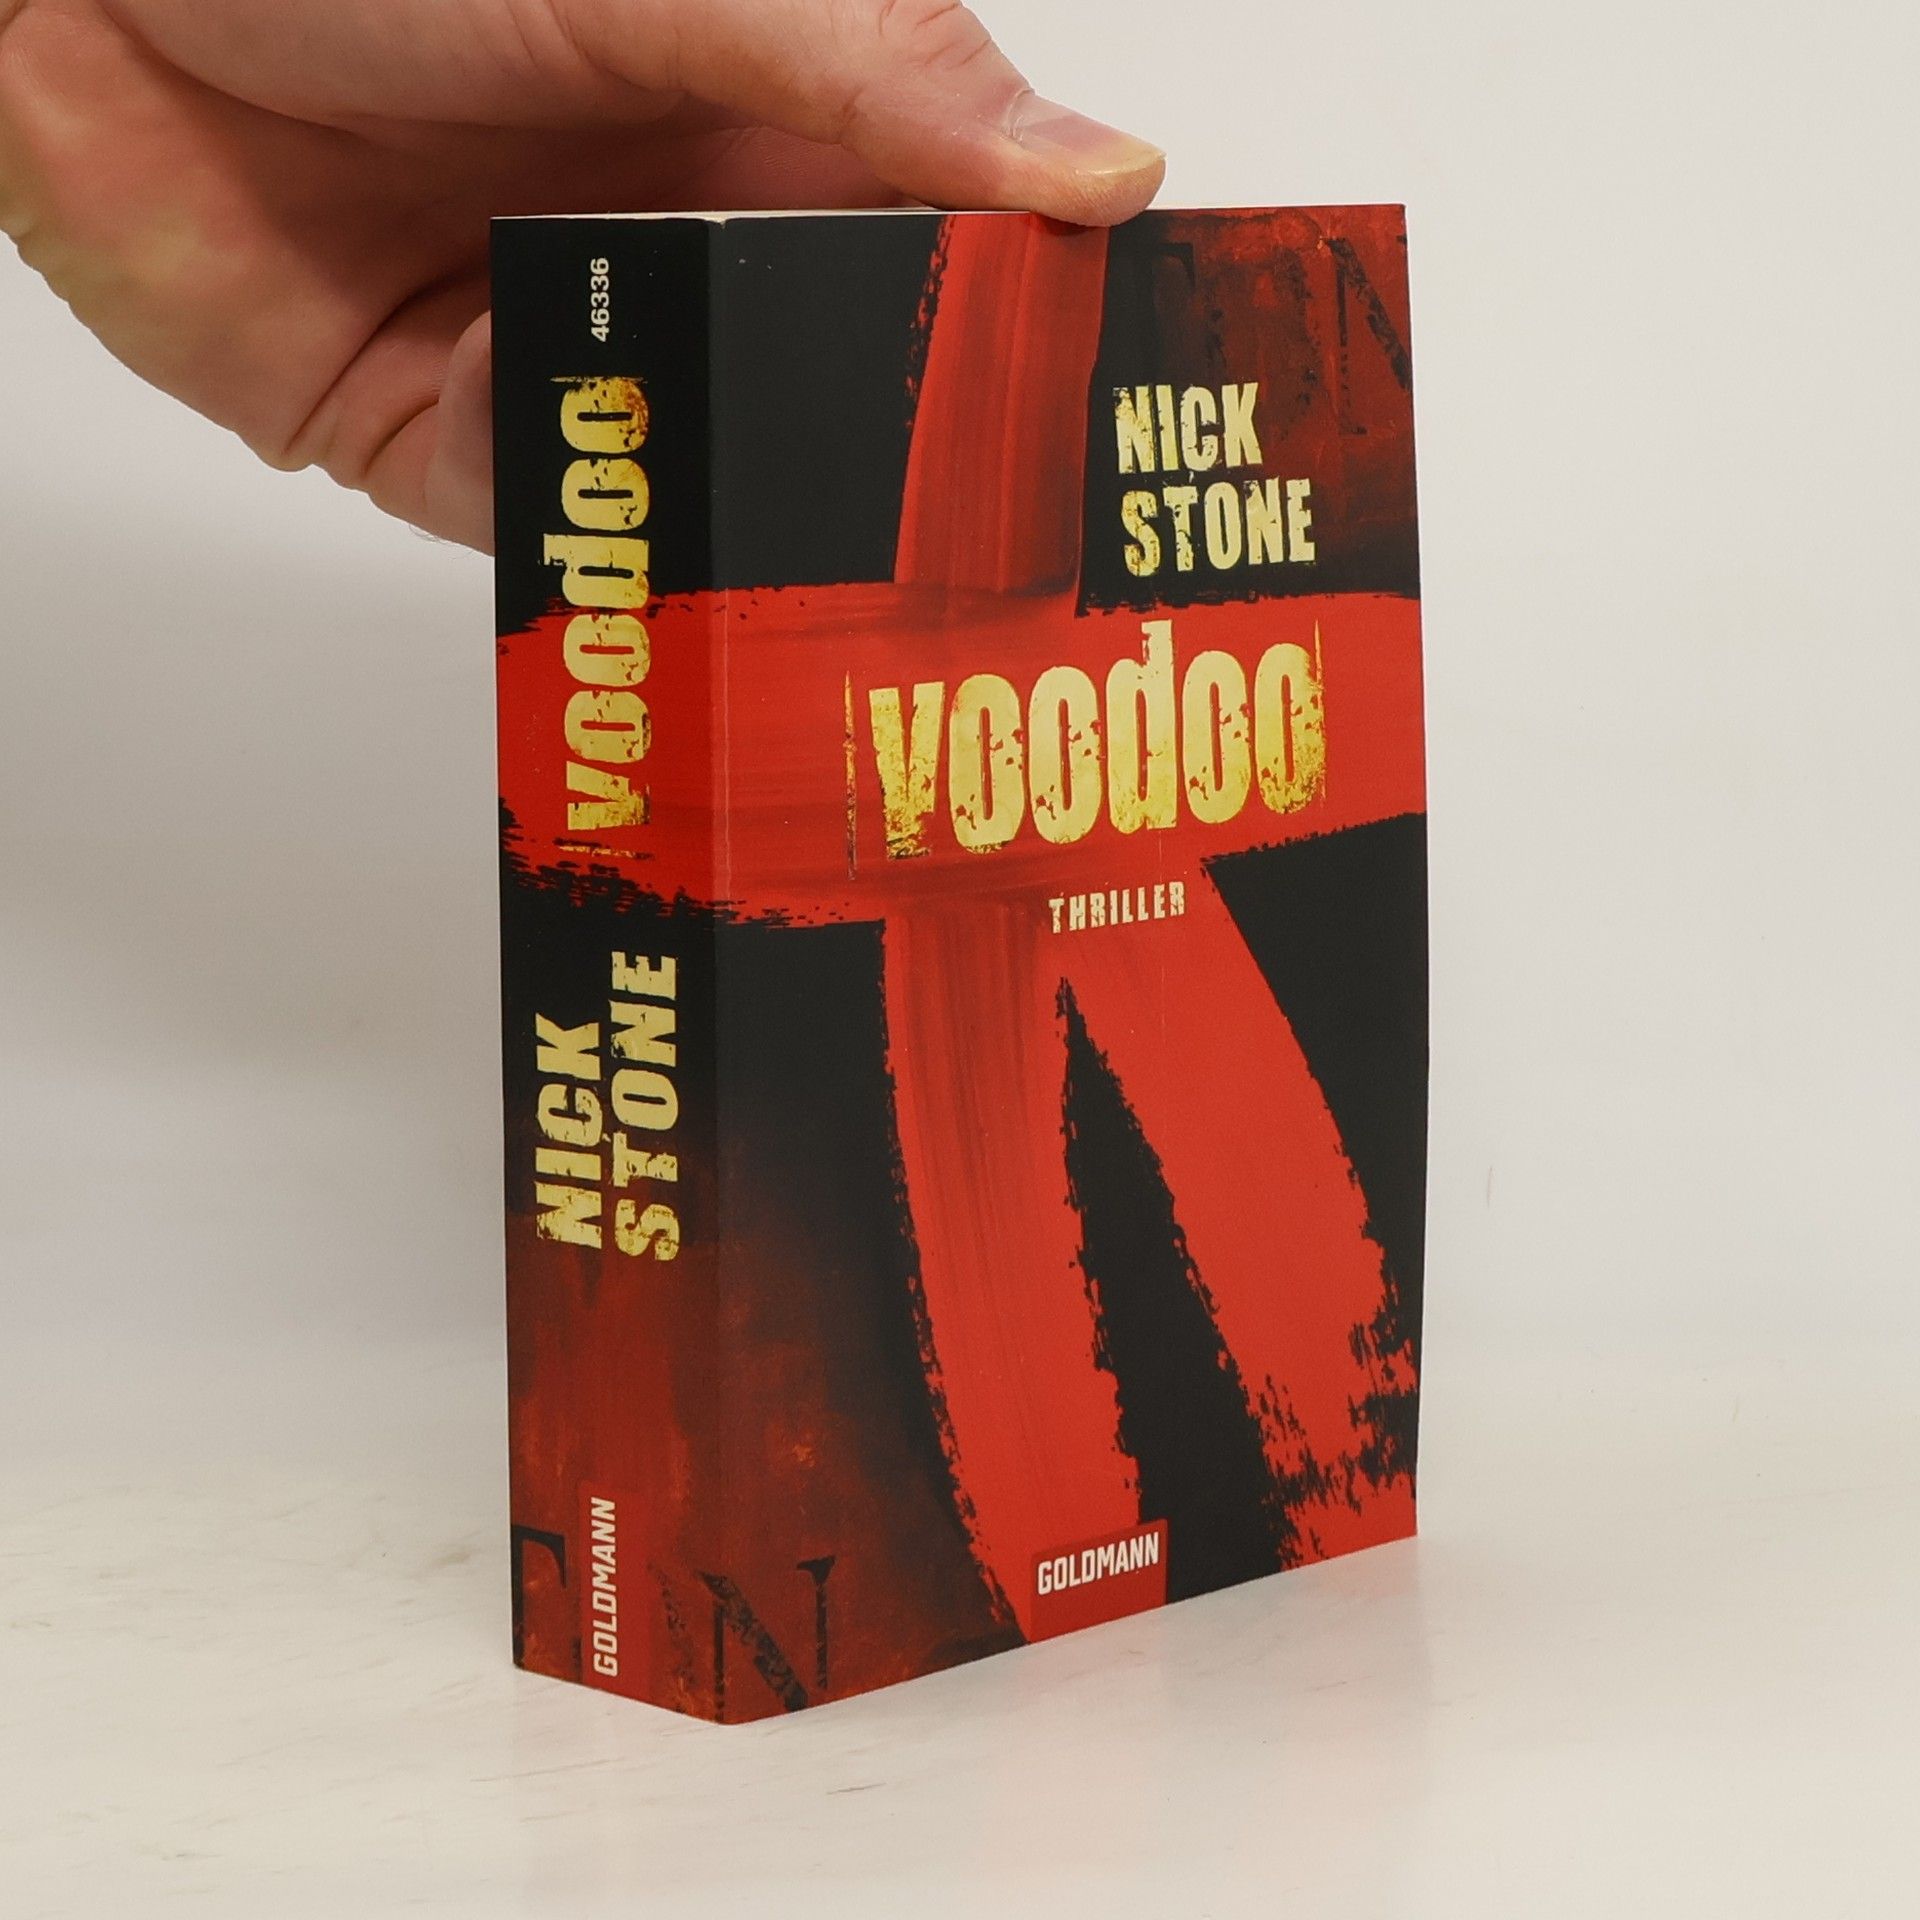 46336
voodoo
NICK
STONE
GOLDMANN
NICK
STONE
voodoo
THRILLER
GOLDMANN